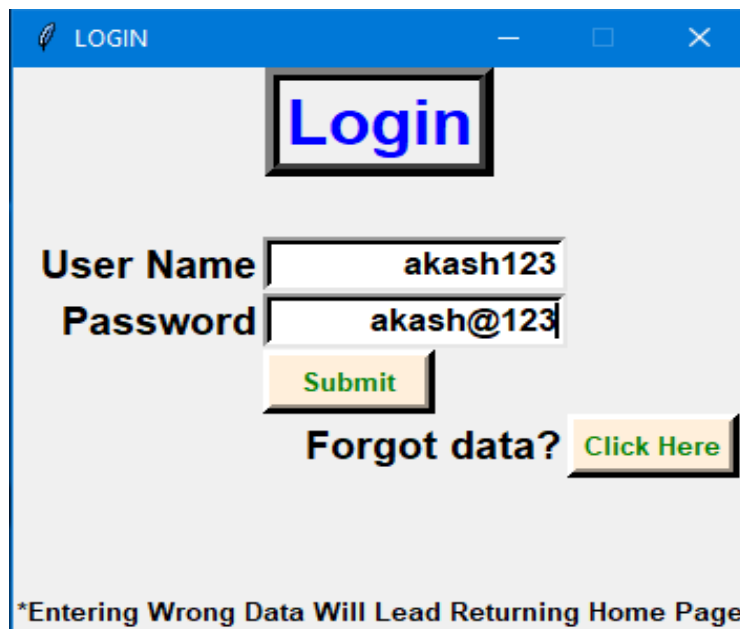 LOGIN
Login
User Name akash123
Password akash@123
Submit
Forgot data? Click Here
*Entering Wrong Data Will Lead Returning Home Page